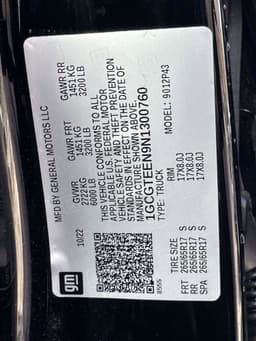 MFD BY GENERAL MOTORS LLC
GVWR GAWR FRT GAWR RR
2722 KG 1451 KG 1451 KG
6000 LB 3200 LB 3200 LB
THIS VEHICLE CONFORMS TO ALL
APPLICABLE U.S. FEDERAL MOTOR
VEHICLE SAFETY AND THEFT PREVENTION
STANDARDS IN EFFECT ON THE DATE OF
MANUFACTURE SHOWN ABOVE.
1GCGTEEN9N1300760
TYPE: TRUCK MODEL: 9012P43
gm
10/22
TIRE SIZE RIM
FRT 265/65R17 S 17X8.0J
RR 265/65R17 S 17X8.0J
SPA 265/65R17 S 17X8.0J